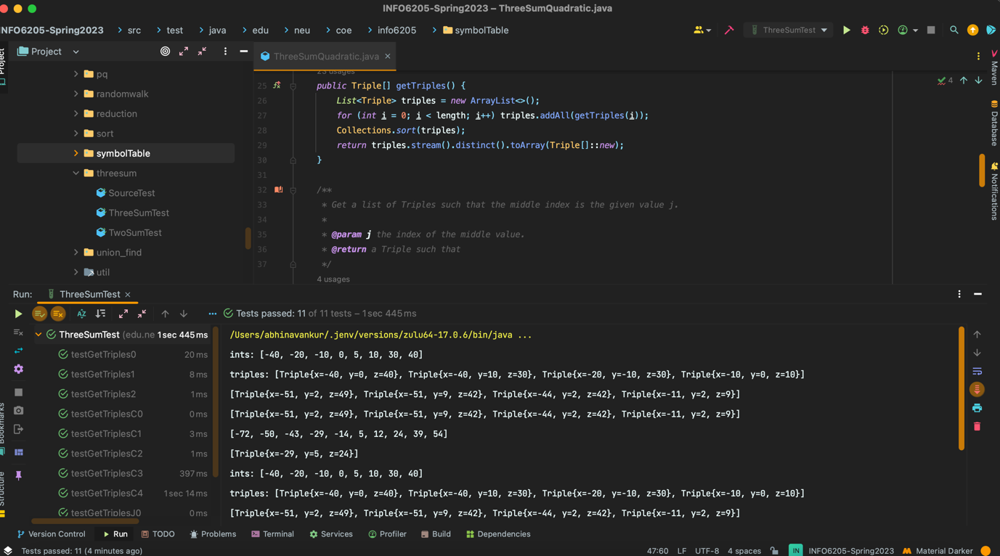 INFO6205-Spring2023 – ThreeSumQuadratic.java
INFO6205-Spring2023 src test java edu neu coe info6205 symbolTable
ThreeSumTest
Project
ThreeSumQuadratic.java
pq
randomwalk
reduction
sort
symbolTable
threesum
SourceTest
ThreeSumTest
TwoSumTest
union_find
util
23 usages
25 public Triple[] getTriples() {
26 List<Triple> triples = new ArrayList<>();
27 for (int i = 0; i < length; i++) triples.addAll(getTriples(i));
28 Collections.sort(triples);
29 return triples.stream().distinct().toArray(Triple[]::new);
30 }
31
32 /**
33 * Get a list of Triples such that the middle index is the given value j.
34 *
35 * @param j the index of the middle value.
36 * @return a Triple such that
37 */
4 usages
4
Project
Maven
Database
Notifications
Run: ThreeSumTest
Tests passed: 11 of 11 tests – 1 sec 445 ms
ThreeSumTest (edu.ne 1 sec 445 ms
testGetTriples0 20 ms
testGetTriples1 8 ms
testGetTriples2 1 ms
testGetTriplesC0 0 ms
testGetTriplesC1 3 ms
testGetTriplesC2 1 ms
testGetTriplesC3 397 ms
testGetTriplesC4 1 sec 14 ms
testGetTriplesJ0 0 ms
/Users/abhinavankur/.jenv/versions/zulu64-17.0.6/bin/java ...
ints: [-40, -20, -10, 0, 5, 10, 30, 40]
triples: [Triple{x=-40, y=0, z=40}, Triple{x=-40, y=10, z=30}, Triple{x=-20, y=-10, z=30}, Triple{x=-10, y=0, z=10}]
[Triple{x=-51, y=2, z=49}, Triple{x=-51, y=9, z=42}, Triple{x=-44, y=2, z=42}, Triple{x=-11, y=2, z=9}]
[Triple{x=-51, y=2, z=49}, Triple{x=-51, y=9, z=42}, Triple{x=-44, y=2, z=42}, Triple{x=-11, y=2, z=9}]
[-72, -50, -43, -29, -14, 5, 12, 24, 39, 54]
[Triple{x=-29, y=5, z=24}]
ints: [-40, -20, -10, 0, 5, 10, 30, 40]
triples: [Triple{x=-40, y=0, z=40}, Triple{x=-40, y=10, z=30}, Triple{x=-20, y=-10, z=30}, Triple{x=-10, y=0, z=10}]
[Triple{x=-51, y=2, z=49}, Triple{x=-51, y=9, z=42}, Triple{x=-44, y=2, z=42}, Triple{x=-11, y=2, z=9}]
Bookmarks
Structure
Version Control Run TODO Problems Terminal Services Profiler Build Dependencies
Tests passed: 11 (4 minutes ago) 47:60 LF UTF-8 4 spaces IN INFO6205-Spring2023 Material Darker